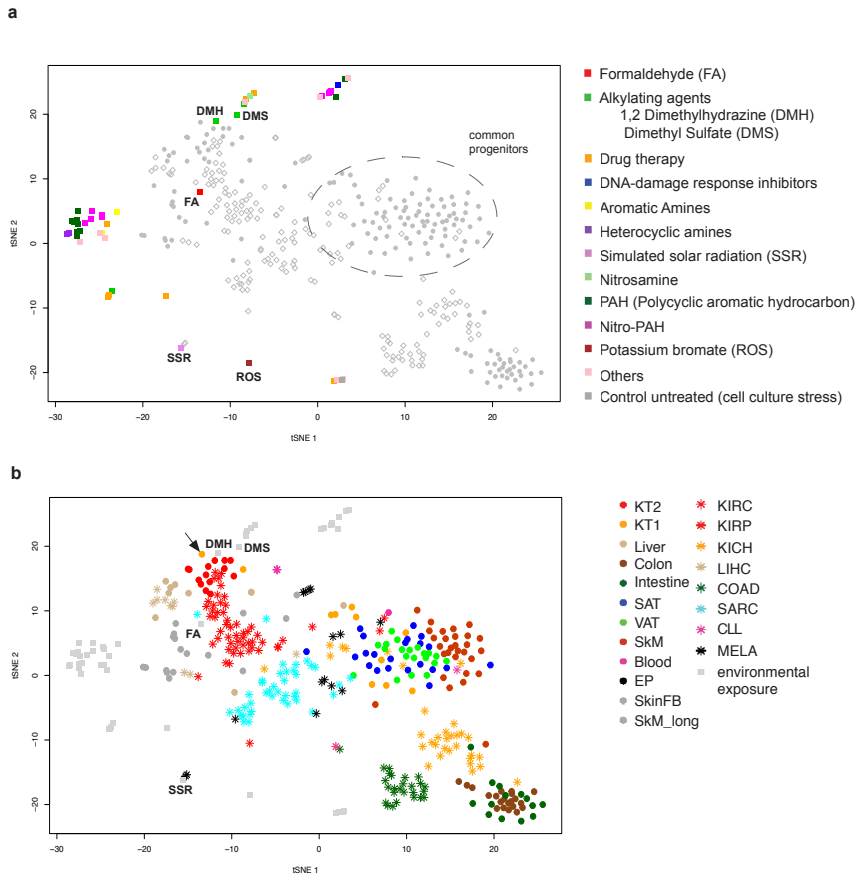 a
DMH
DMS
common
progenitors
FA
SSR
ROS
20
10
0
−10
−20
tSNE 2
−30
−20
−10
0
10
20
tSNE 1
Formaldehyde (FA)
Alkylating agents
1,2 Dimethylhydrazine (DMH)
Dimethyl Sulfate (DMS)
Drug therapy
DNA-damage response inhibitors
Aromatic Amines
Heterocyclic amines
Simulated solar radiation (SSR)
Nitrosamine
PAH (Polycyclic aromatic hydrocarbon)
Nitro-PAH
Potassium bromate (ROS)
Others
Control untreated (cell culture stress)
b
DMH
DMS
FA
SSR
20
10
0
−10
−20
tSNE 2
−30
−20
−10
0
10
20
tSNE 1
KT2
KT1
Liver
Colon
Intestine
SAT
VAT
SkM
Blood
EP
SkinFB
SkM_long
KIRC
KIRP
KICH
LIHC
COAD
SARC
CLL
MELA
environmental
exposure